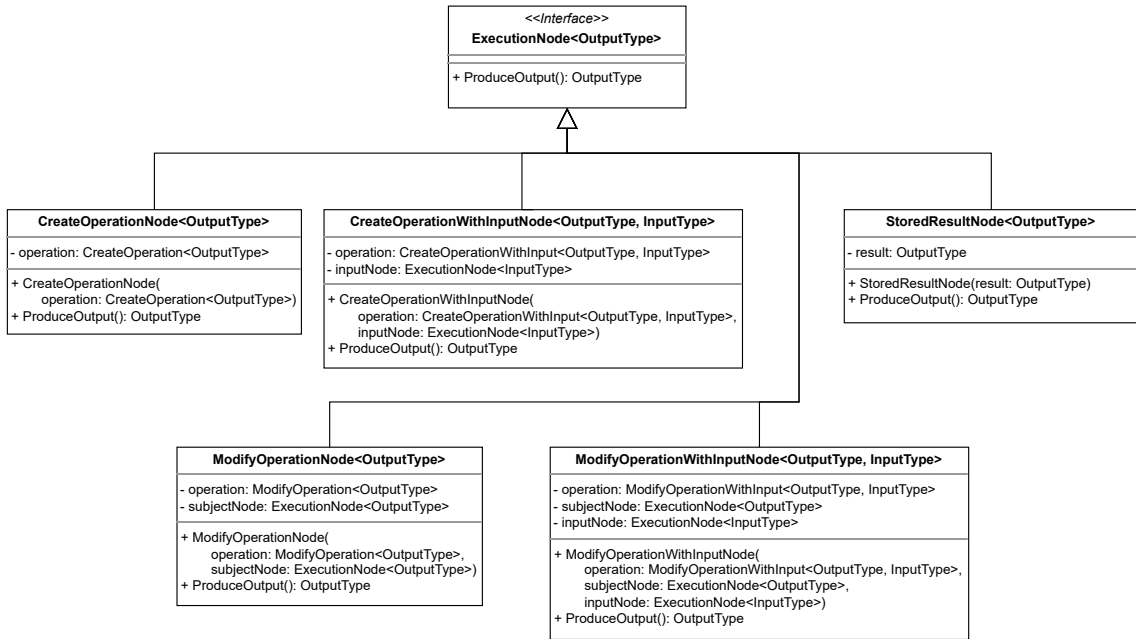 <<Interface>>
ExecutionNode<OutputType>
+ ProduceOutput(): OutputType
CreateOperationNode<OutputType>
- operation: CreateOperation<OutputType>
+ CreateOperationNode(
operation: CreateOperation<OutputType>)
+ ProduceOutput(): OutputType
CreateOperationWithInputNode<OutputType, InputType>
- operation: CreateOperationWithInput<OutputType, InputType>
- inputNode: ExecutionNode<InputType>
+ CreateOperationWithInputNode(
operation: CreateOperationWithInput<OutputType, InputType>,
inputNode: ExecutionNode<InputType>)
+ ProduceOutput(): OutputType
StoredResultNode<OutputType>
- result: OutputType
+ StoredResultNode(result: OutputType)
+ ProduceOutput(): OutputType
ModifyOperationNode<OutputType>
- operation: ModifyOperation<OutputType>
- subjectNode: ExecutionNode<OutputType>
+ ModifyOperationNode(
operation: ModifyOperation<OutputType>,
subjectNode: ExecutionNode<OutputType>)
+ ProduceOutput(): OutputType
ModifyOperationWithInputNode<OutputType, InputType>
- operation: ModifyOperationWithInput<OutputType, InputType>
- subjectNode: ExecutionNode<OutputType>
- inputNode: ExecutionNode<InputType>
+ ModifyOperationWithInputNode(
operation: ModifyOperationWithInput<OutputType, InputType>,
subjectNode: ExecutionNode<OutputType>,
inputNode: ExecutionNode<InputType>)
+ ProduceOutput(): OutputType